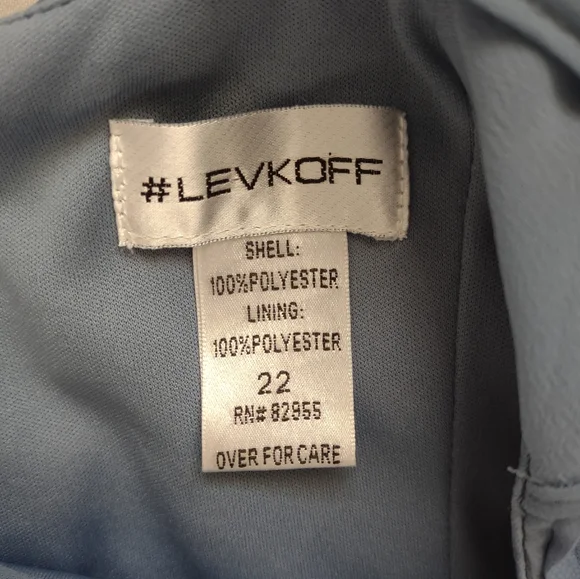 #LEVKOFF
SHELL:
100%POLYESTER
LINING:
100%POLYESTER
22
RN# 82955
OVER FOR CARE